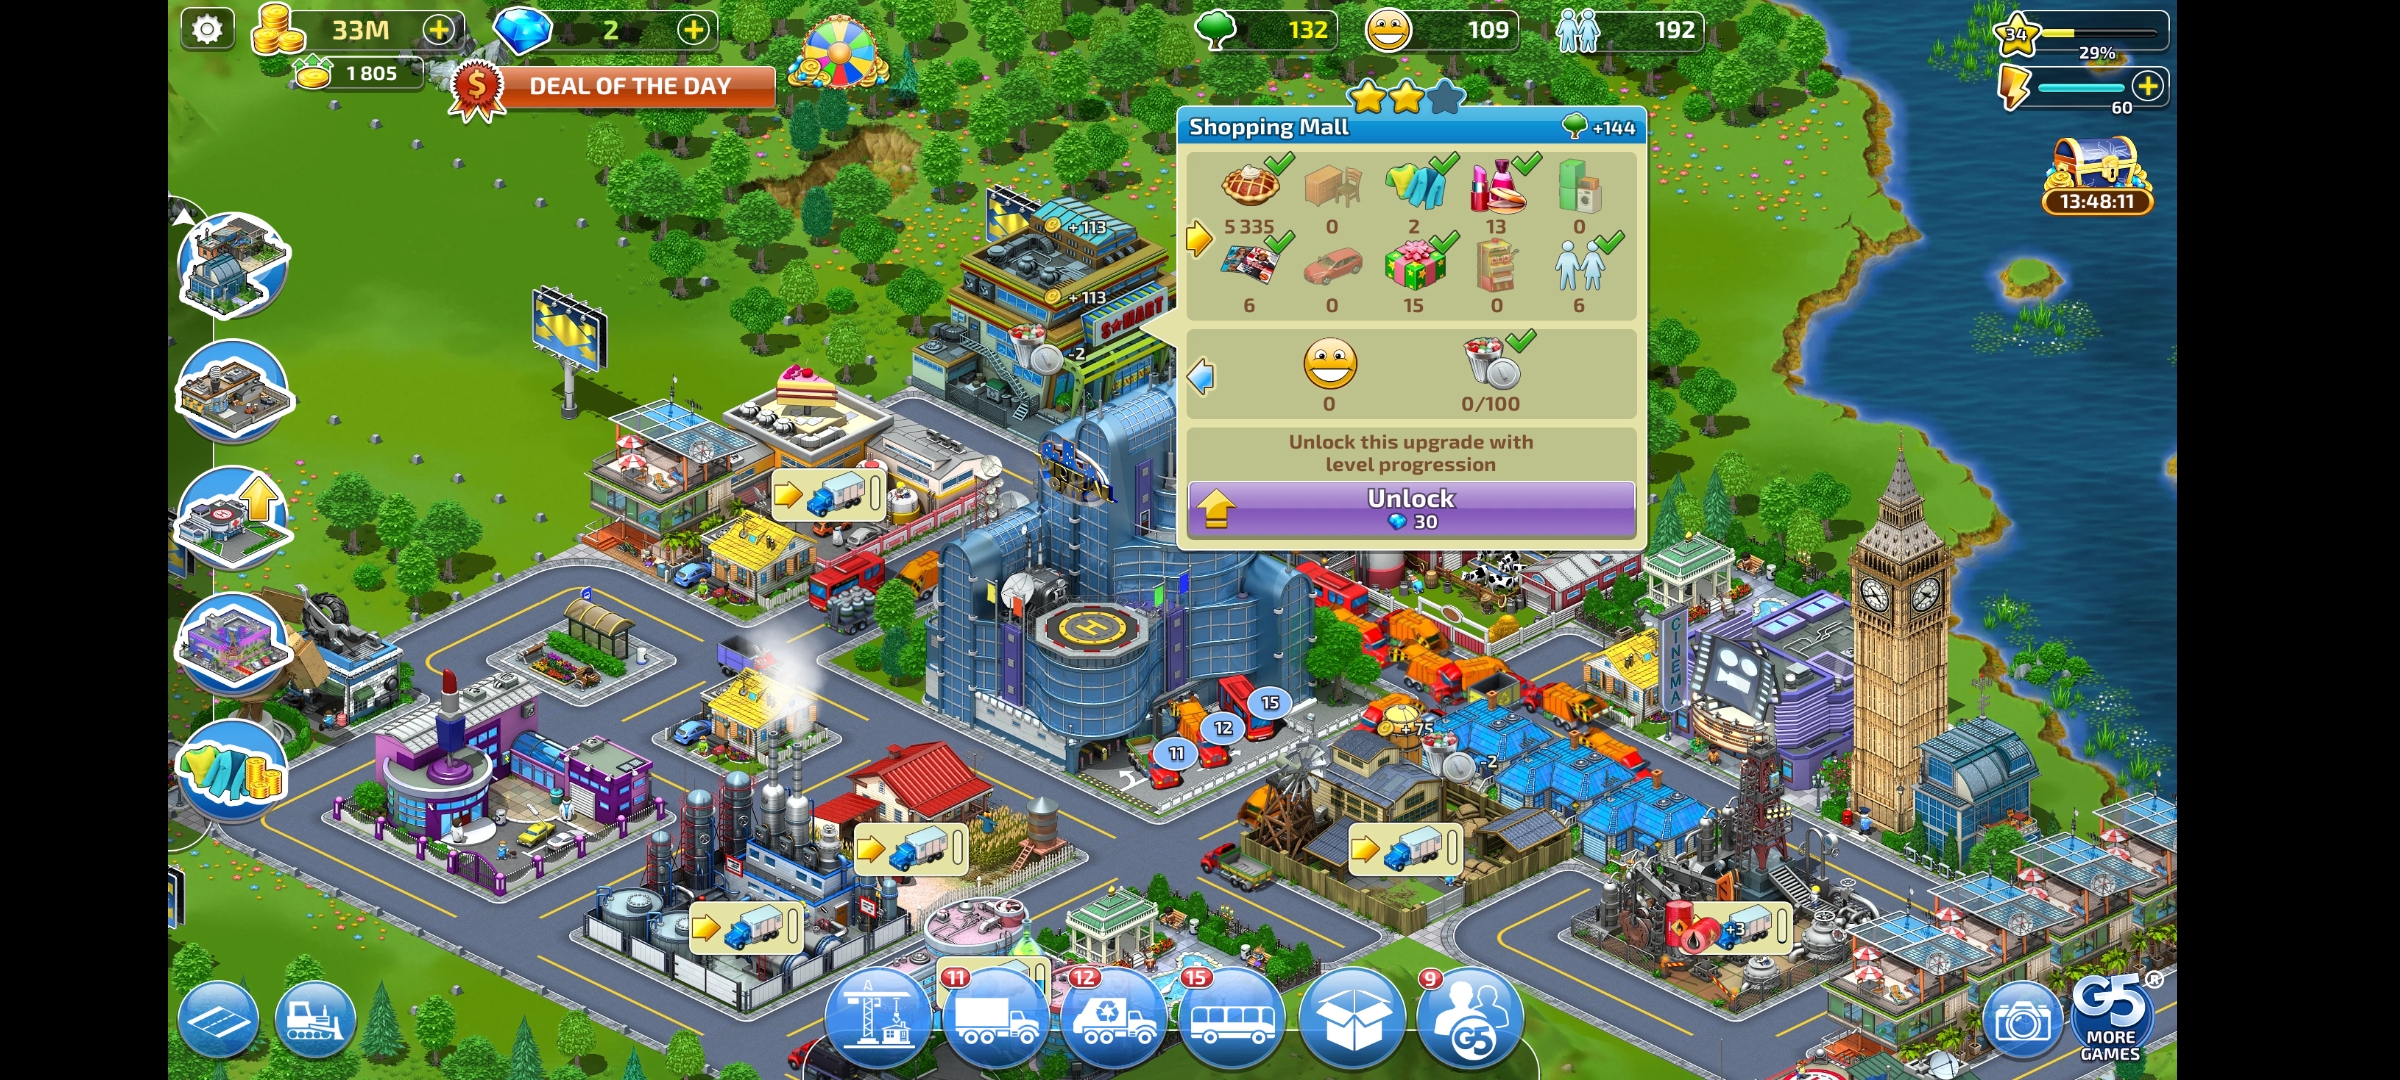 33M
2
132
109
192
34
29%
1 805
DEAL OF THE DAY
60
Shopping Mall
+144
13:48:11
5 335
0
2
13
0
6
0
15
0
6
0
0/100
Unlock this upgrade with
level progression
Unlock
30
+113
+113
S★MART
-2
H
H
CINEMA
15
12
11
+75
-2
+3
11
12
15
9
G5
G5®
MORE
GAMES